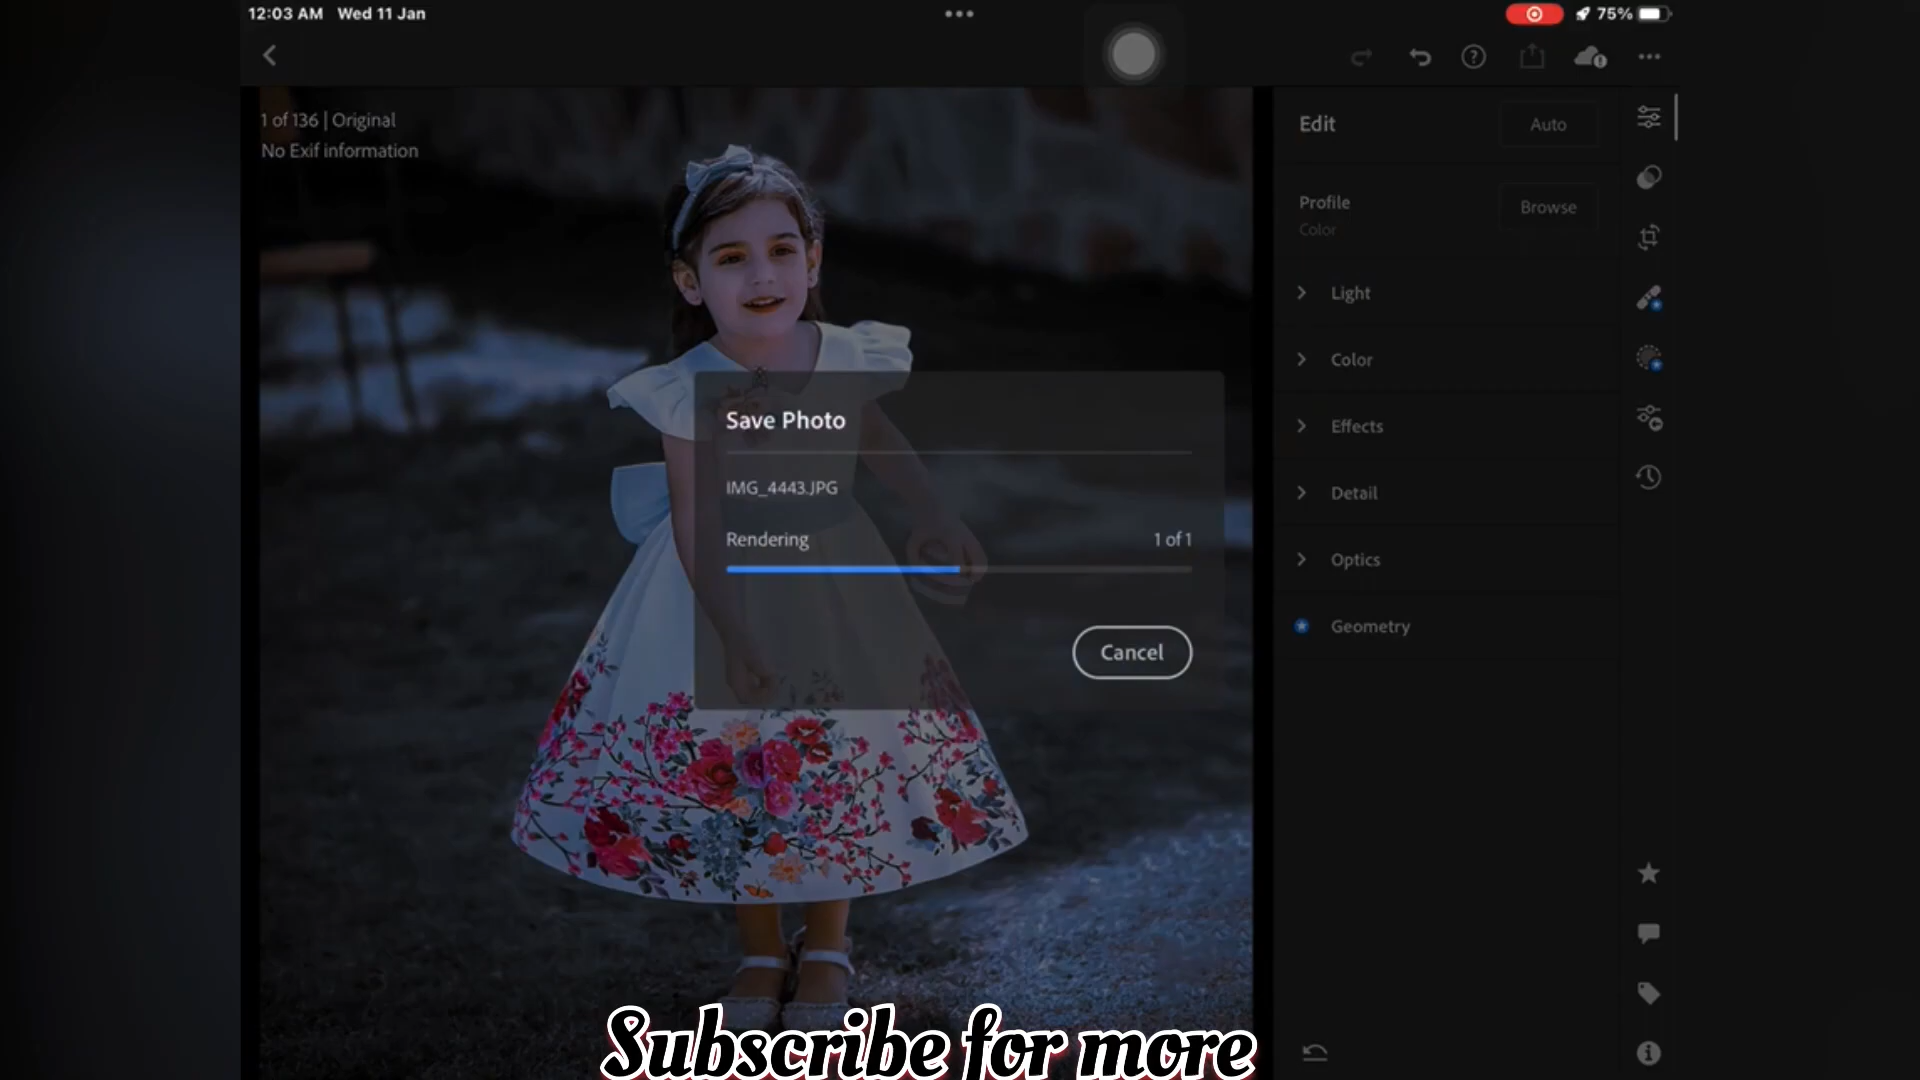 12:03 AM Wed 11 Jan
75%
1 of 136 | Original
No Exif information
Edit
Auto
Profile
Color
Browse
Light
Color
Effects
Detail
Optics
Geometry
Save Photo
IMG_4443.JPG
Rendering 1 of 1
Cancel
Subscribe for more